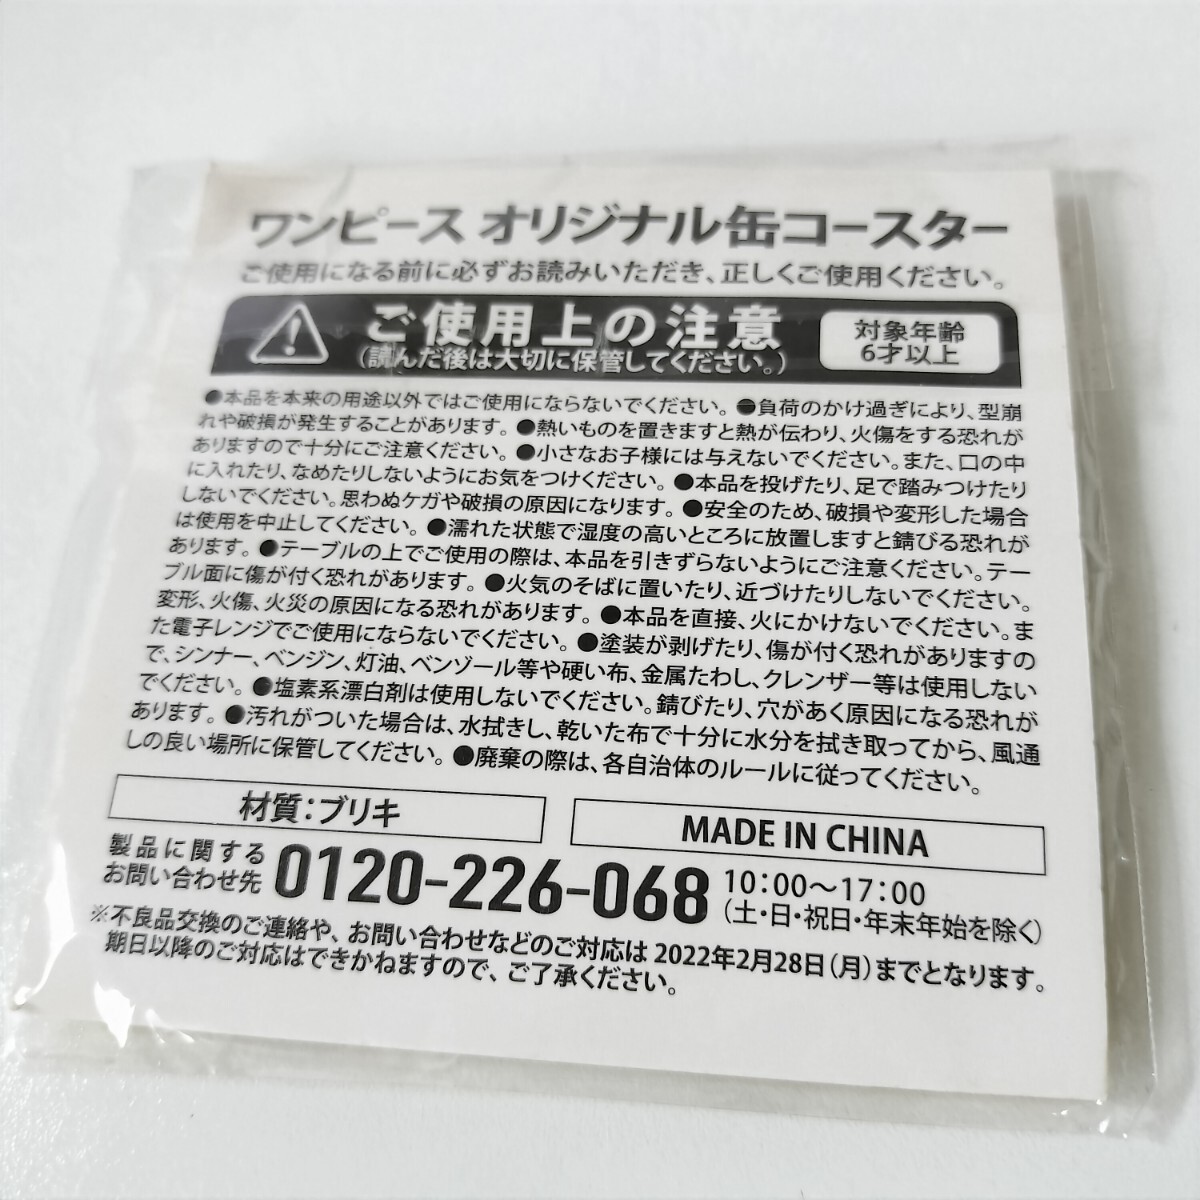 ワンピース オリジナル缶コースター
ご使用になる前に必ずお読みいただき、正しくご使用ください。
ご使用上の注意
(読んだ後は大切に保管してください。)
対象年齢
6才以上
●本品を本来の用途以外ではご使用にならないでください。●負荷のかけ過ぎにより、型崩
れや破損が発生することがあります。●熱いものを置きますと熱が伝わり、火傷をする恐れが
ありますので十分にご注意ください。●小さなお子様には与えないでください。また、口の中
に入れたり、なめたりしないようにお気をつけください。●本品を投げたり、足で踏みつけたり
しないでください。思わぬケガや破損の原因になります。●安全のため、破損や変形した場合
は使用を中止してください。●濡れた状態で湿度の高いところに放置しますと錆びる恐れが
あります。●テーブルの上でご使用の際は、本品を引きずらないようにご注意ください。テー
ブル面に傷が付く恐れがあります。●火気のそばに置いたり、近づけたりしないでください。
変形、火傷、火災の原因になる恐れがあります。●本品を直接、火にかけないでください。ま
た電子レンジでご使用にならないでください。●塗装が剥げたり、傷が付く恐れがありますの
で、シンナー、ベンジン、灯油、ベンゾール等や硬い布、金属たわし、クレンザー等は使用しない
でください。●塩素系漂白剤は使用しないでください。錆びたり、穴があく原因になる恐れが
あります。●汚れがついた場合は、水拭きし、乾いた布で十分に水分を拭き取ってから、風通
しの良い場所に保管してください。●廃棄の際は、各自治体のルールに従ってください。
材質：ブリキ
MADE IN CHINA
製品に関する
お問い合わせ先
0120-226-068
10：00～17：00
(土・日・祝日・年末年始を除く)
※不良品交換のご連絡や、お問い合わせなどのご対応は 2022年2月28日(月)までとなります。
期日以降のご対応はできかねますので、ご了承ください。